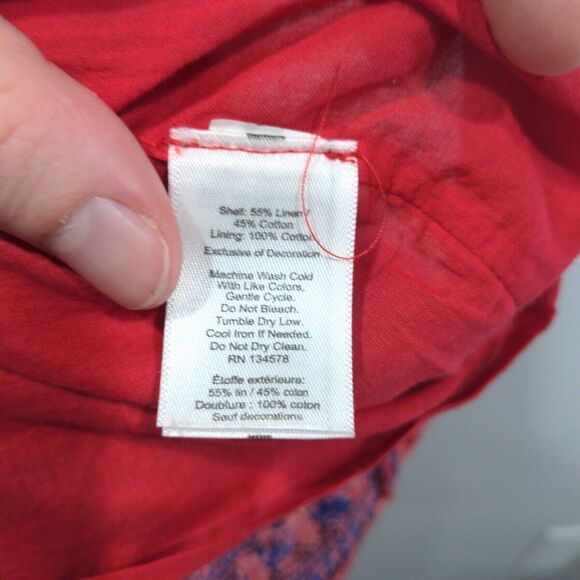 Shell: 55% Linen/
45% Cotton
Lining: 100% Cotton
Exclusive of Decoration
Machine Wash Cold
With Like Colors,
Gentle Cycle.
Do Not Bleach.
Tumble Dry Low.
Cool Iron If Needed.
Do Not Dry Clean.
RN 134578
Étoffe extérieure:
55% lin / 45% coton
Doublure : 100% coton
Sauf décorations